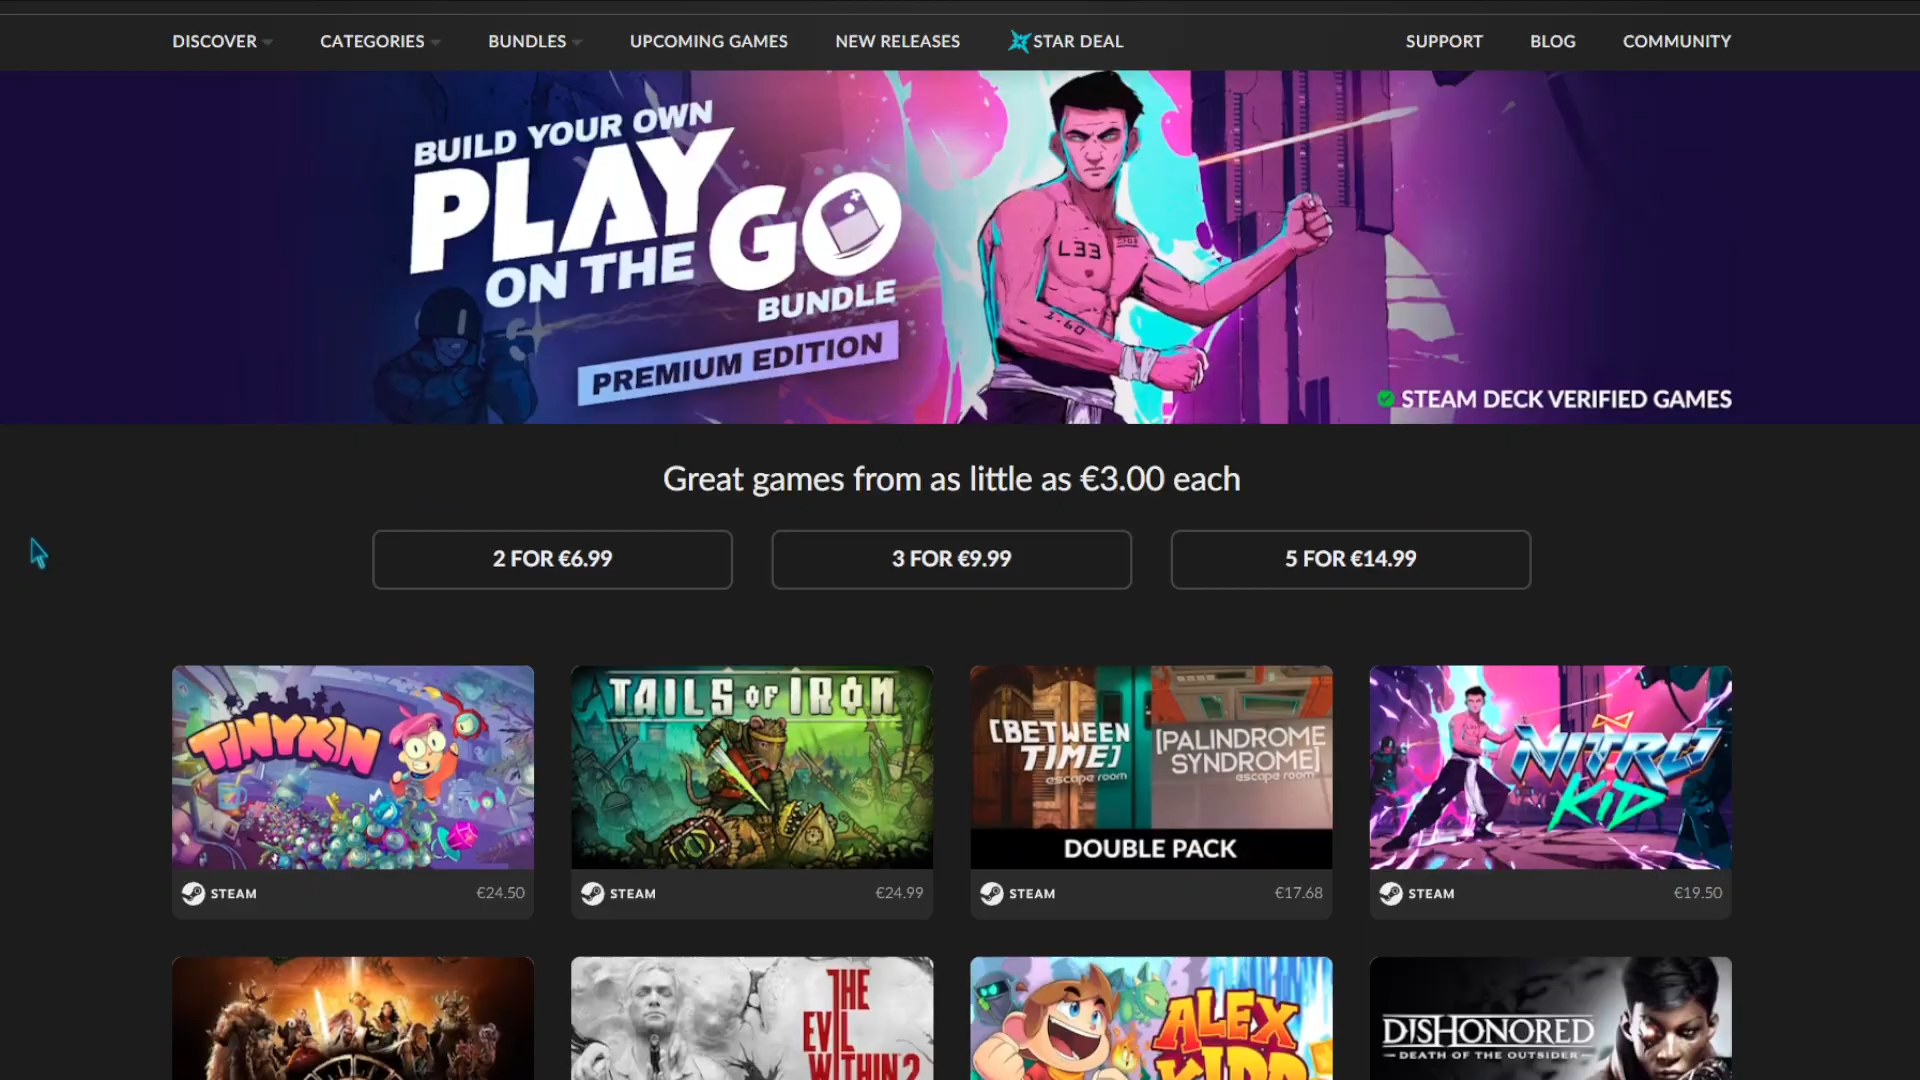 DISCOVER CATEGORIES BUNDLES UPCOMING GAMES NEW RELEASES STAR DEAL SUPPORT BLOG COMMUNITY
BUILD YOUR OWN
PLAY
ON THE GO
BUNDLE
PREMIUM EDITION
L33
1-60
STEAM DECK VERIFIED GAMES
Great games from as little as €3.00 each
2 FOR €6.99 3 FOR €9.99 5 FOR €14.99
TINYKIN
STEAM €24.50
TAILS OF IRON
STEAM €24.99
[BETWEEN
TIME]
escape room
[PALINDROME
SYNDROME]
escape room
DOUBLE PACK
STEAM €17.68
NITRO
KID
STEAM €19.50
THE
EVIL
WITHIN 2
ALEX
KIDD
DISHONORED
DEATH OF THE OUTSIDER